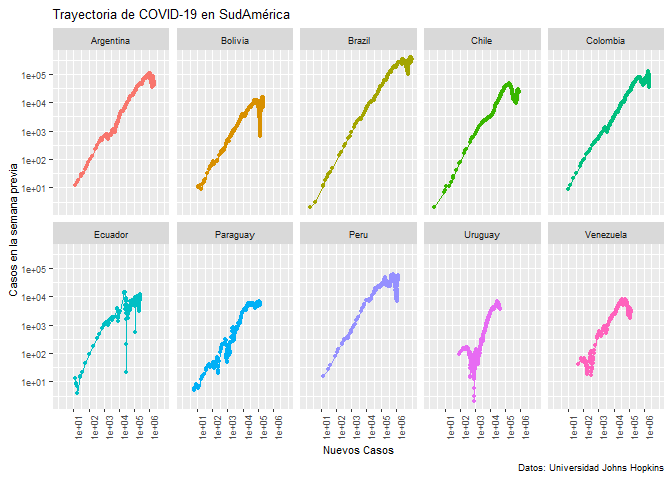 Trayectoria de COVID-19 en SudAmérica
Argentina Bolivia Brazil Chile Colombia
1e+05
1e+04
1e+03
1e+02
1e+01
Ecuador Paraguay Peru Uruguay Venezuela
1e+05
1e+04
1e+03
1e+02
1e+01
Casos en la semana previa
1e+01 1e+02 1e+03 1e+04 1e+05 1e+06 1e+01 1e+02 1e+03 1e+04 1e+05 1e+06 1e+01 1e+02 1e+03 1e+04 1e+05 1e+06 1e+01 1e+02 1e+03 1e+04 1e+05 1e+06 1e+01 1e+02 1e+03 1e+04 1e+05 1e+06
Nuevos Casos
Datos: Universidad Johns Hopkins